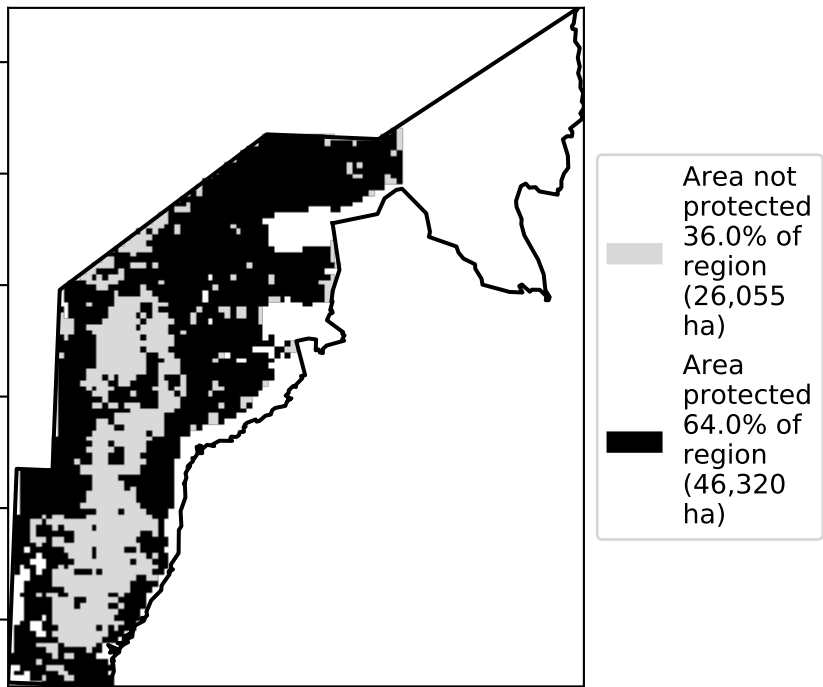 Area not
protected
36.0% of
region
(26,055
ha)
Area
protected
64.0% of
region
(46,320
ha)